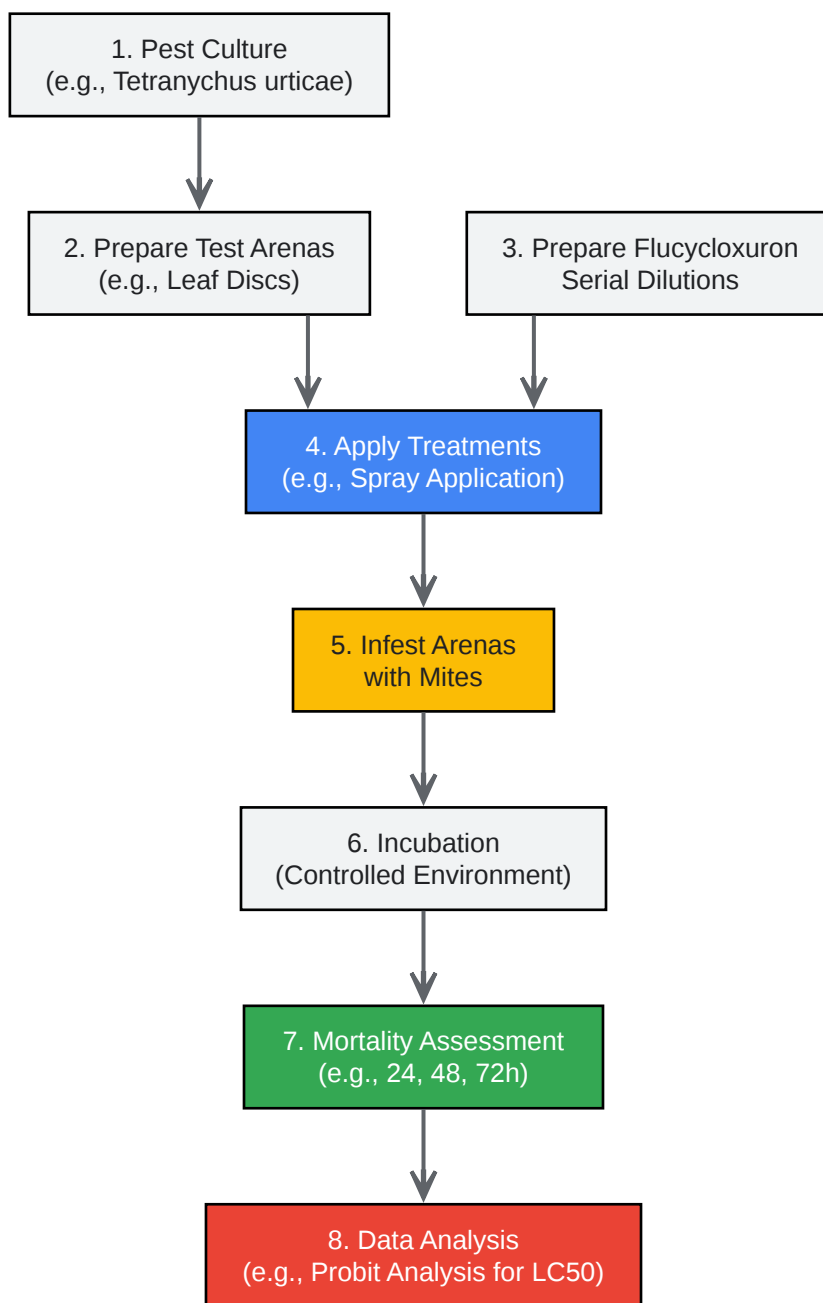 1. Pest Culture
(e.g., Tetranychus urticae)
2. Prepare Test Arenas
(e.g., Leaf Discs)
3. Prepare Flucycloxuron
Serial Dilutions
4. Apply Treatments
(e.g., Spray Application)
5. Infest Arenas
with Mites
6. Incubation
(Controlled Environment)
7. Mortality Assessment
(e.g., 24, 48, 72h)
8. Data Analysis
(e.g., Probit Analysis for LC50)